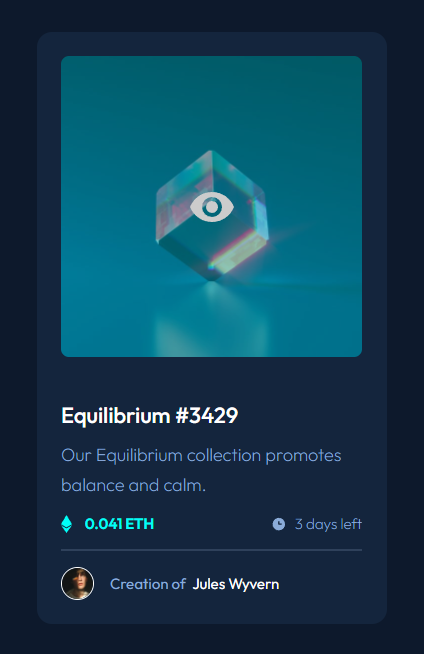 Equilibrium #3429
Our Equilibrium collection promotes
balance and calm.
0.041 ETH
3 days left
Creation of Jules Wyvern